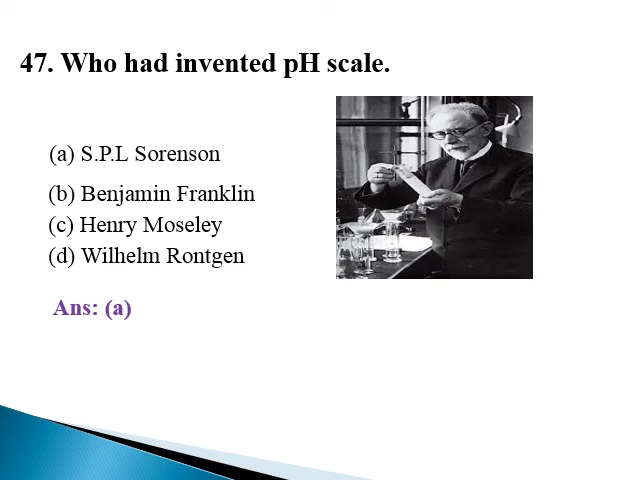 47. Who had invented pH scale.
(a) S.P.L Sorenson
(b) Benjamin Franklin
(c) Henry Moseley
(d) Wilhelm Rontgen
Ans: (a)